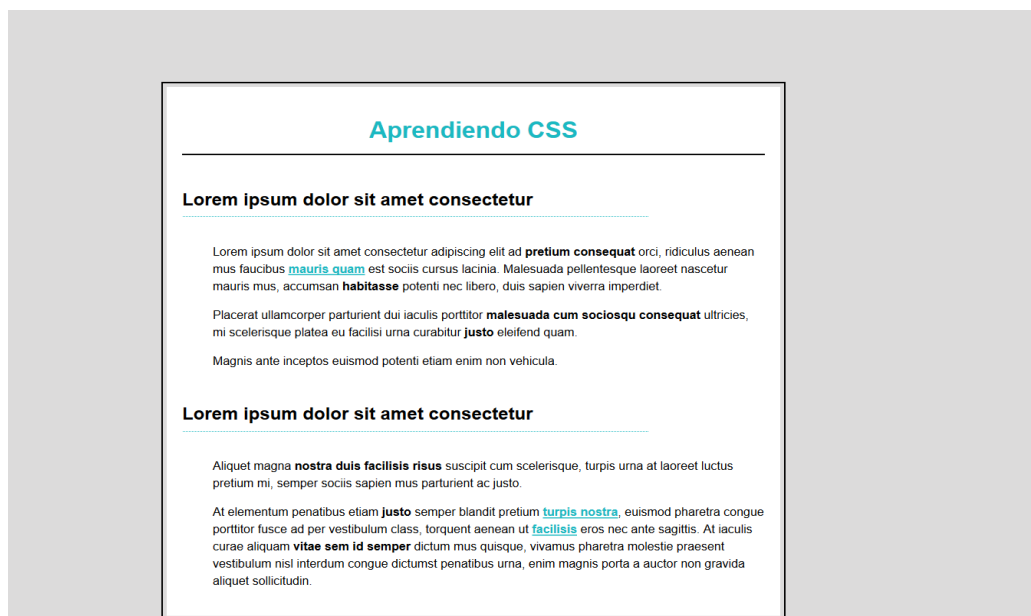 Aprendiendo CSS
Lorem ipsum dolor sit amet consectetur
Lorem ipsum dolor sit amet consectetur adipiscing elit ad pretium consequat orci, ridiculus aenean
mus faucibus mauris quam est sociis cursus lacinia. Malesuada pellentesque laoreet nascetur
mauris mus, accumsan habitasse potenti nec libero, duis sapien viverra imperdiet.
Placerat ullamcorper parturient dui iaculis porttitor malesuada cum sociosqu consequat ultricies,
mi scelerisque platea eu facilisi urna curabitur justo eleifend quam.
Magnis ante inceptos euismod potenti etiam enim non vehicula.
Lorem ipsum dolor sit amet consectetur
Aliquet magna nostra duis facilisis risus suscipit cum scelerisque, turpis urna at laoreet luctus
pretium mi, semper sociis sapien mus parturient ac justo.
At elementum penatibus etiam justo semper blandit pretium turpis nostra, euismod pharetra congue
porttitor fusce ad per vestibulum class, torquent aenean ut facilisis eros nec ante sagittis. At iaculis
curae aliquam vitae sem id semper dictum mus quisque, vivamus pharetra molestie praesent
vestibulum nisl interdum congue dictumst penatibus urna, enim magnis porta a auctor non gravida
aliquet sollicitudin.